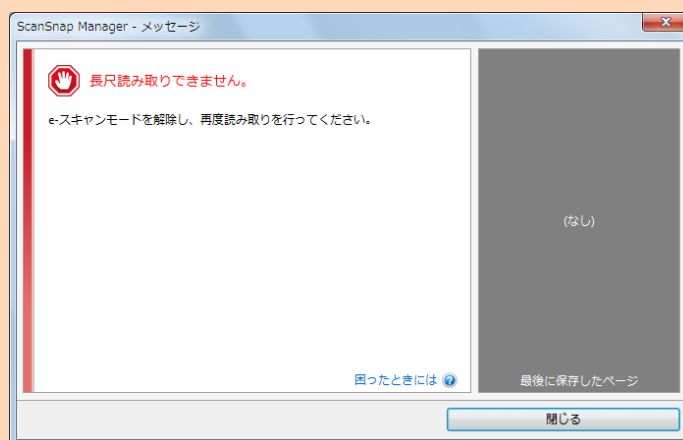 ScanSnap Manager - メッセージ
長尺読み取りできません。
e-スキャンモードを解除し、再度読み取りを行ってください。
(なし)
困ったときには ?
最後に保存したページ
閉じる